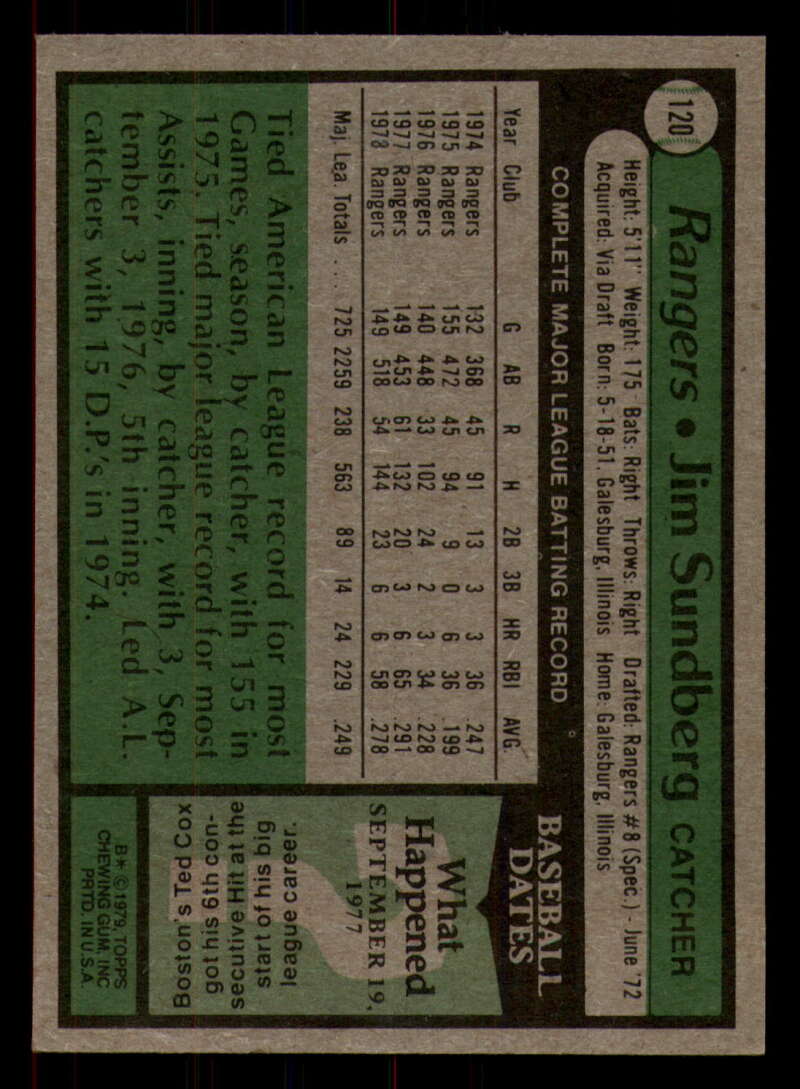 120
Rangers • Jim Sundberg CATCHER
Height: 5'11" Weight: 175 Bats: Right Throws: Right Drafted: Rangers #8 (Spec.) - June '72
Acquired: Via Draft Born: 5-18-51, Galesburg, Illinois Home: Galesburg, Illinois
COMPLETE MAJOR LEAGUE BATTING RECORD
Year Club G AB R H 2B 3B HR RBI AVG.
1974 Rangers 132 368 45 91 13 3 3 36 .247
1975 Rangers 155 472 45 94 9 0 6 36 .199
1976 Rangers 140 448 33 102 24 2 3 34 .228
1977 Rangers 149 453 61 132 20 3 6 65 .291
1978 Rangers 149 518 54 144 23 6 6 58 .278
Maj. Lea. Totals . . . 725 2259 238 563 89 14 24 229 .249
Tied American League record for most
Games, season, by catcher, with 155 in
1975. Tied major league record for most
Assists, inning, by catcher, with 3, Sep-
tember 3, 1976, 5th inning. Led A.L.
catchers with 15 D.P.'s in 1974.
BASEBALL
DATES
What
Happened
SEPTEMBER 19,
1977
Boston's Ted Cox
got his 6th con-
secutive Hit at the
start of his big
league career.
B* © 1979, TOPPS
CHEWING GUM, INC
PRTD. IN U.S.A.